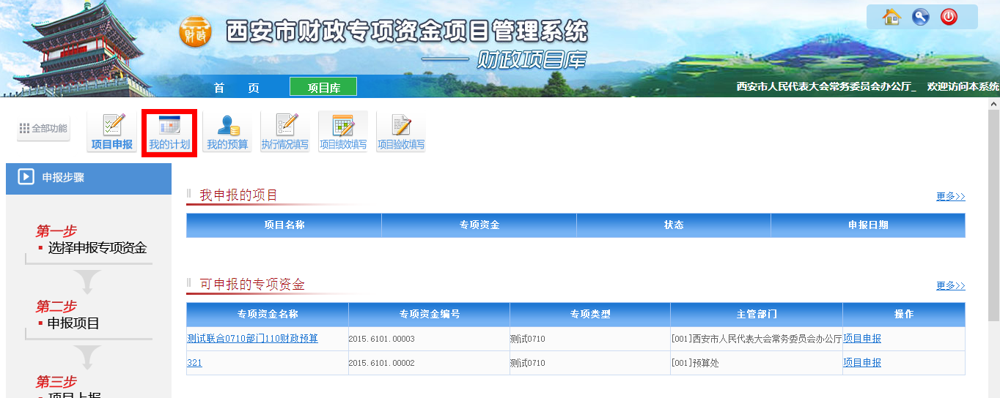 财政
西安市财政专项资金项目管理系统
——财政项目库
首 页
项目库
西安市人民代表大会常务委员会办公厅_ 欢迎访问本系统
全部功能
项目申报
我的计划
我的预算
执行情况填写
项目绩效填写
项目验收填写
申报步骤
第一步
选择申报专项资金
第二步
申报项目
第三步
项目上报
我申报的项目
更多>>
项目名称 专项资金 状态 申报日期
可申报的专项资金
更多>>
专项资金名称 专项资金编号 专项类型 主管部门 操作
测试联合0710部门110财政预算 2015.6101.00003 测试0710 [001]西安市人民代表大会常务委员会办公厅 项目申报
321 2015.6101.00002 测试0710 [001]预算处 项目申报